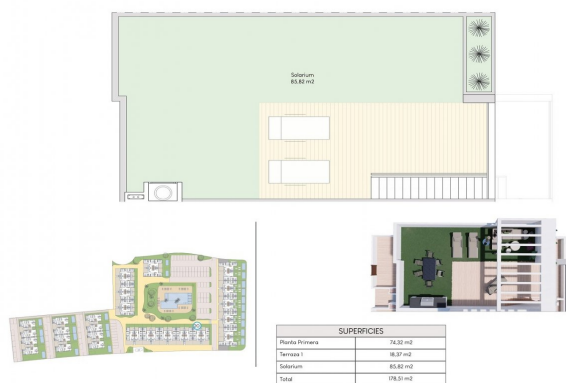 Solarium
85,82 m2
SUPERFICIES
Planta Primera 74,32 m2
Terraza 1 18,37 m2
Solarium 85,82 m2
Total 178,51 m2